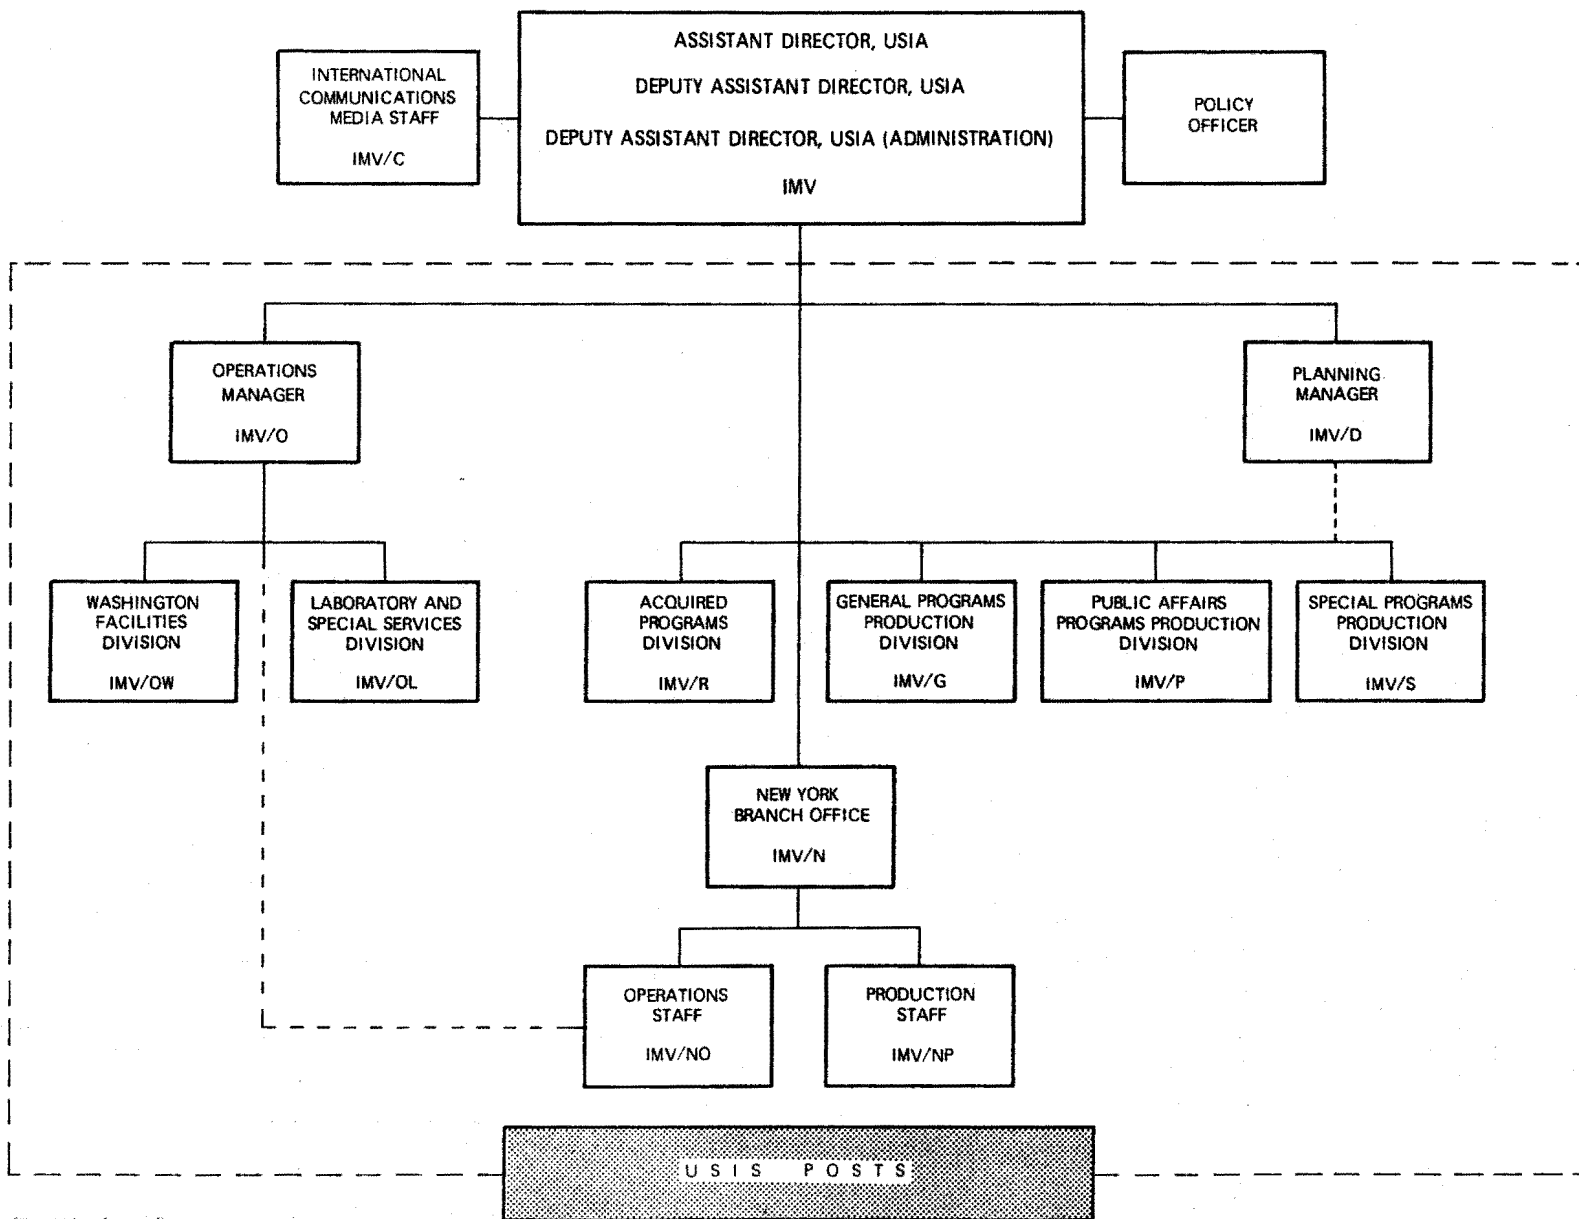 INTERNATIONAL
COMMUNICATIONS
MEDIA STAFF
IMV/C
ASSISTANT DIRECTOR, USIA
DEPUTY ASSISTANT DIRECTOR, USIA
DEPUTY ASSISTANT DIRECTOR, USIA (ADMINISTRATION)
IMV
POLICY
OFFICER
OPERATIONS
MANAGER
IMV/O
PLANNING
MANAGER
IMV/D
WASHINGTON
FACILITIES
DIVISION
IMV/OW
LABORATORY AND
SPECIAL SERVICES
DIVISION
IMV/OL
ACQUIRED
PROGRAMS
DIVISION
IMV/R
GENERAL PROGRAMS
PRODUCTION
DIVISION
IMV/G
PUBLIC AFFAIRS
PROGRAMS PRODUCTION
DIVISION
IMV/P
SPECIAL PROGRAMS
PRODUCTION
DIVISION
IMV/S
NEW YORK
BRANCH OFFICE
IMV/N
OPERATIONS
STAFF
IMV/NO
PRODUCTION
STAFF
IMV/NP
USIS POSTS